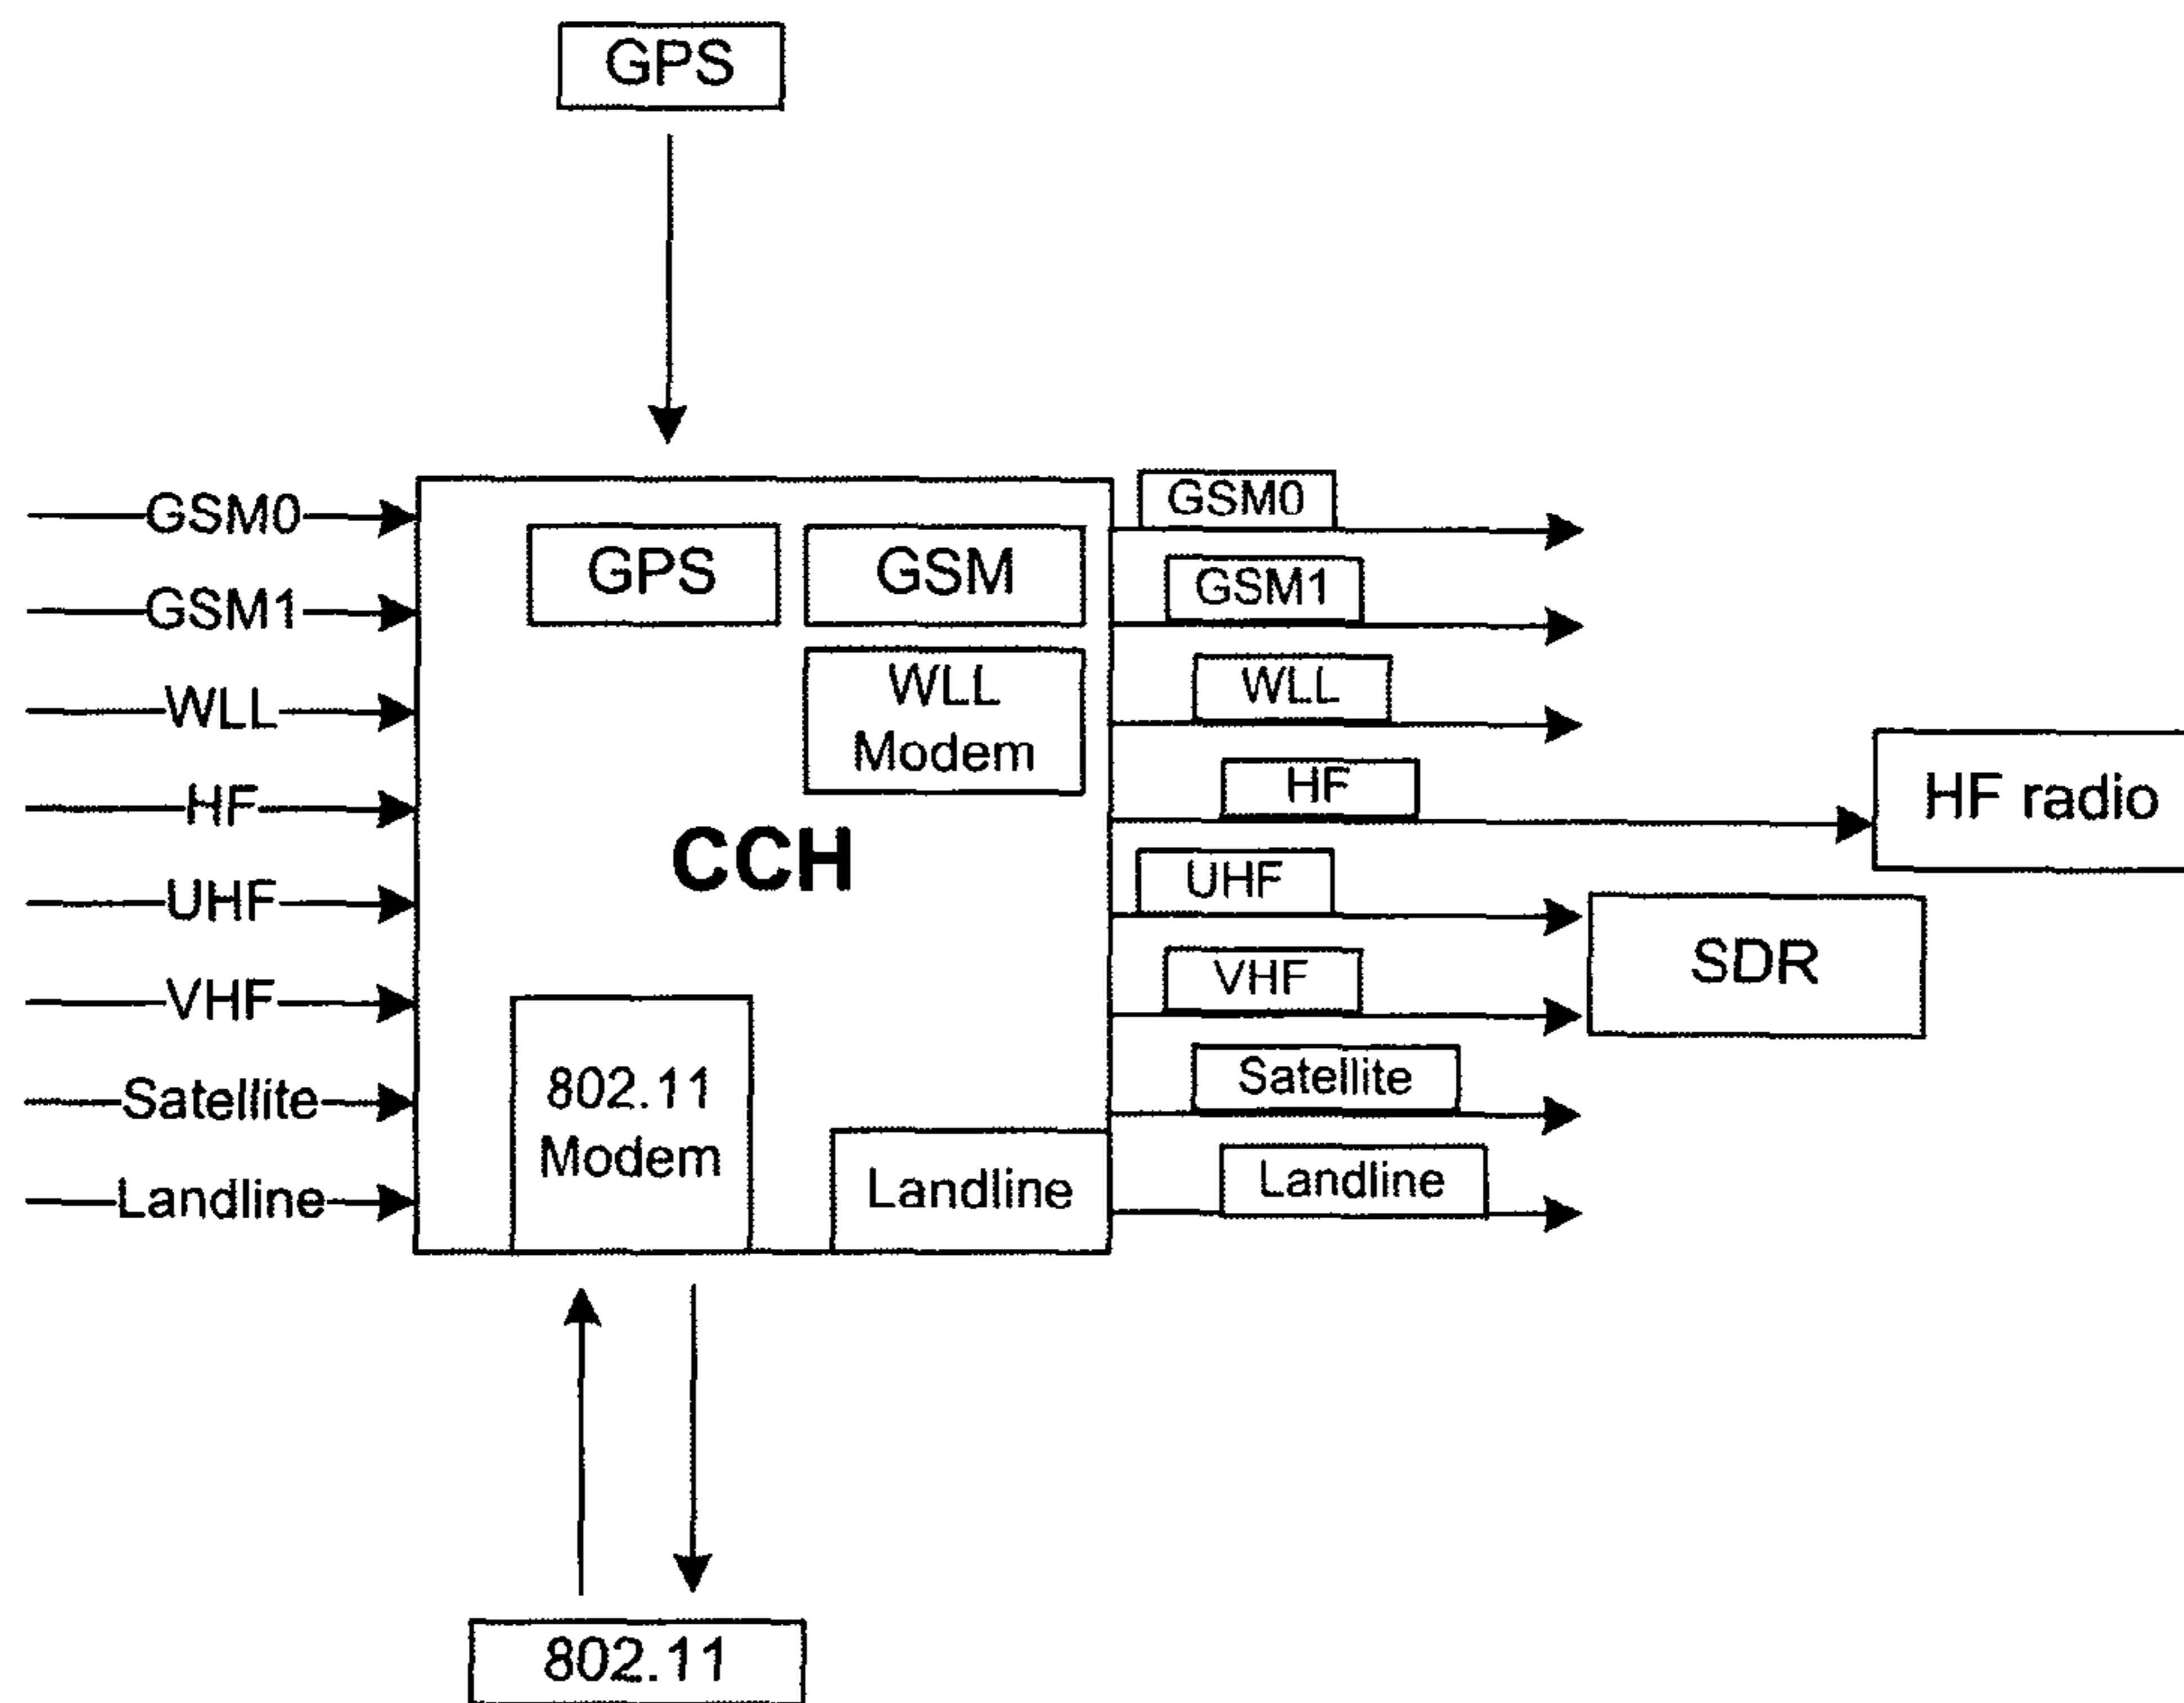 GPS
GSM0
GSM1
WLL
HF
UHF
VHF
Satellite
Landline
GPS
GSM
WLL
Modem
CCH
802.11
Modem
Landline
GSM0
GSM1
WLL
HF
UHF
VHF
Satellite
Landline
HF radio
SDR
802.11